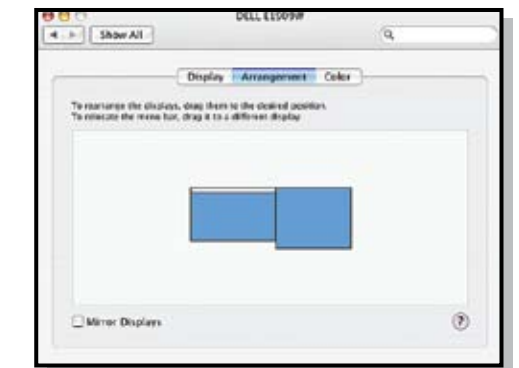 DELL E1909W
Show All
Display Arrangement Color
To rearrange the displays, drag them to the desired position.
To relocate the menu bar, drag it to a different display.
Mirror Displays
?